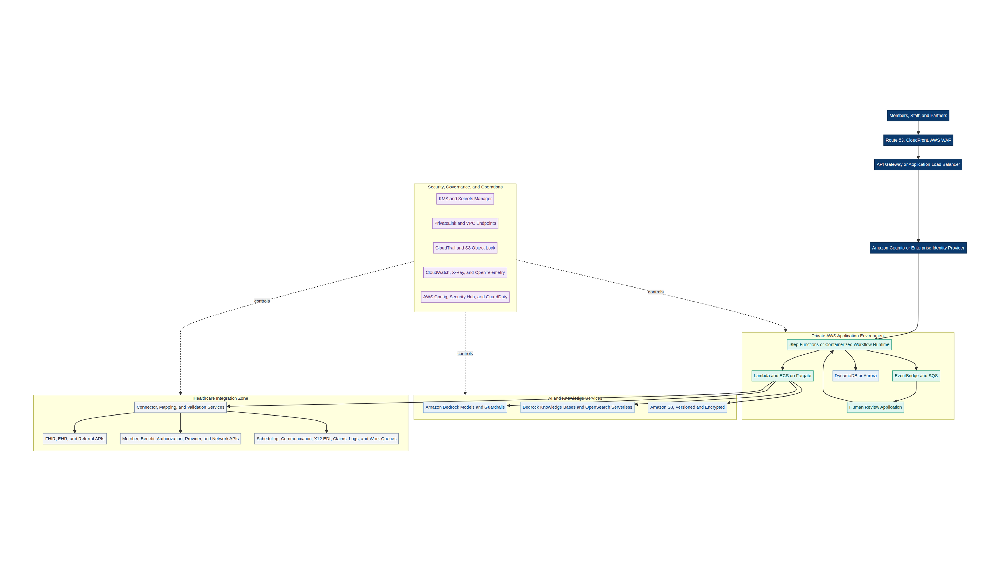 Members, Staff, and Partners
Route 53, CloudFront, AWS WAF
API Gateway or Application Load Balancer
Security, Governance, and Operations
KMS and Secrets Manager
PrivateLink and VPC Endpoints
CloudTrail and S3 Object Lock
Amazon Cognito or Enterprise Identity Provider
CloudWatch, X-Ray, and OpenTelemetry
AWS Config, Security Hub, and GuardDuty
controls
controls
controls
Private AWS Application Environment
Step Functions or Containerized Workflow Runtime
Lambda and ECS on Fargate
DynamoDB or Aurora
EventBridge and SQS
Human Review Application
Healthcare Integration Zone
Connector, Mapping, and Validation Services
FHIR, EHR, and Referral APIs
Member, Benefit, Authorization, Provider, and Network APIs
Scheduling, Communication, X12 EDI, Claims, Logs, and Work Queues
AI and Knowledge Services
Amazon Bedrock Models and Guardrails
Bedrock Knowledge Bases and OpenSearch Serverless
Amazon S3, Versioned and Encrypted